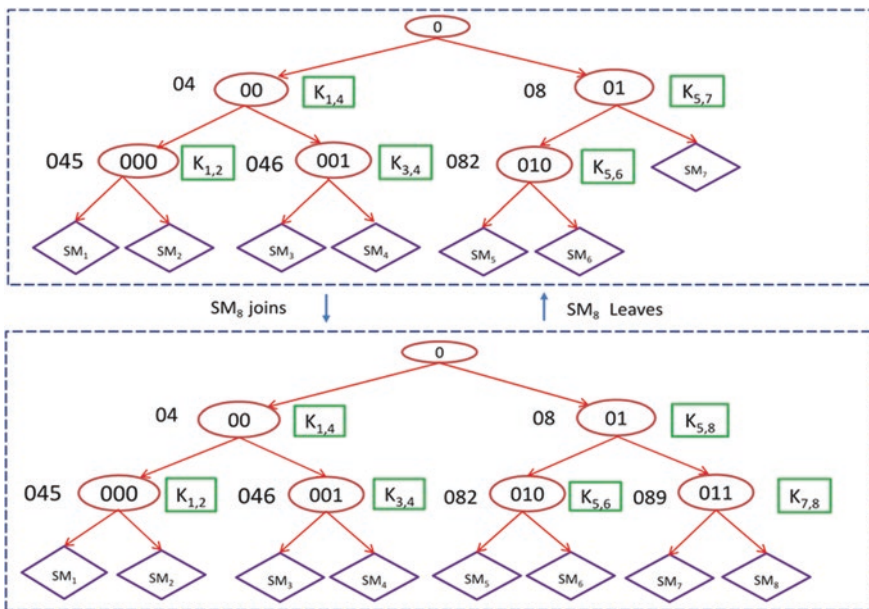 0
04 00 K1,4 08 01 K5,7
045 000 K1,2 046 001 K3,4 082 010 K5,6 SM7
SM1 SM2 SM3 SM4 SM5 SM6
SM8 joins SM8 Leaves
0
04 00 K1,4 08 01 K5,8
045 000 K1,2 046 001 K3,4 082 010 K5,6 089 011 K7,8
SM1 SM2 SM3 SM4 SM5 SM6 SM7 SM8